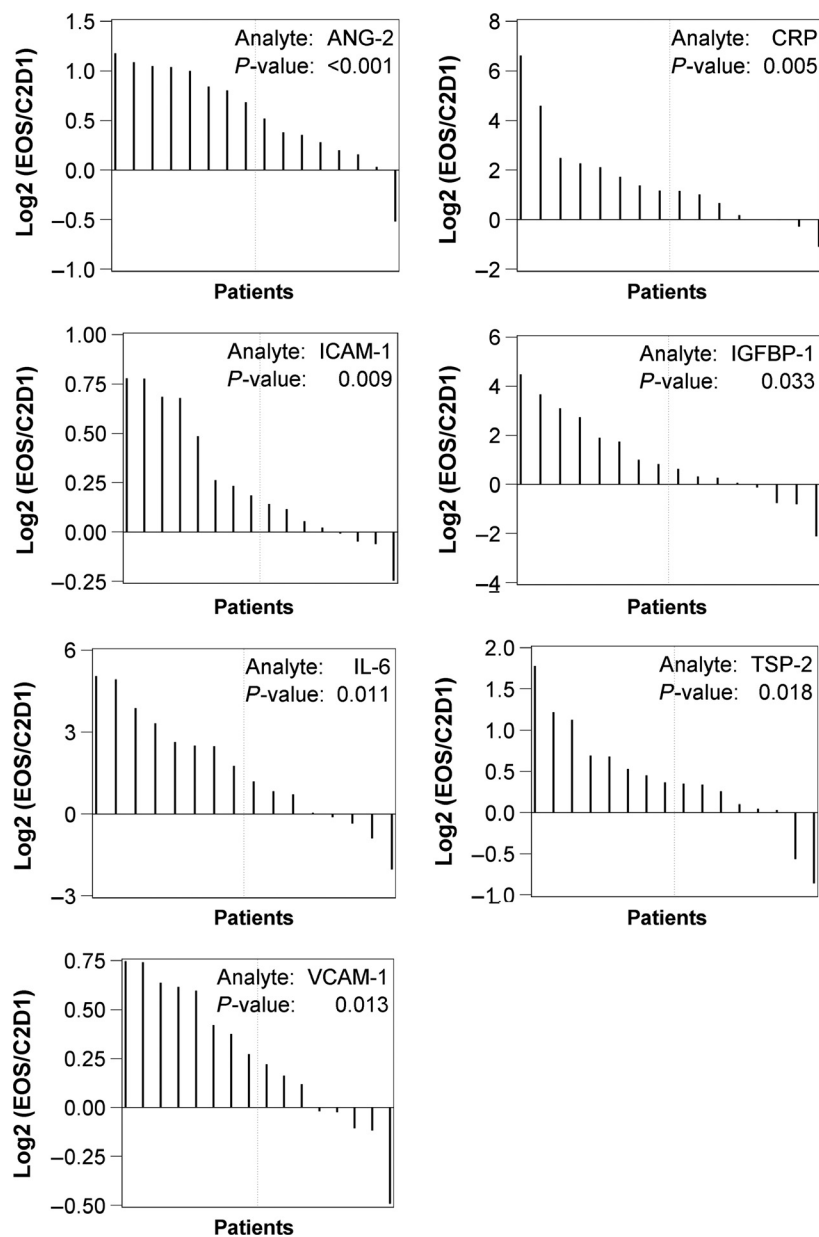 1.5
1.0
0.5
0.0
–0.5
–1.0
Log2 (EOS/C2D1)
Analyte: ANG-2
P-value: <0.001
Patients
8
6
4
2
0
–2
Log2 (EOS/C2D1)
Analyte: CRP
P-value: 0.005
Patients
1.00
0.75
0.50
0.25
0.00
–0.25
Log2 (EOS/C2D1)
Analyte: ICAM-1
P-value: 0.009
Patients
6
4
2
0
–2
–4
Log2 (EOS/C2D1)
Analyte: IGFBP-1
P-value: 0.033
Patients
6
3
0
–3
Log2 (EOS/C2D1)
Analyte: IL-6
P-value: 0.011
Patients
2.0
1.5
1.0
0.5
0.0
–0.5
–1.0
Log2 (EOS/C2D1)
Analyte: TSP-2
P-value: 0.018
Patients
0.75
0.50
0.25
0.00
–0.25
–0.50
Log2 (EOS/C2D1)
Analyte: VCAM-1
P-value: 0.013
Patients